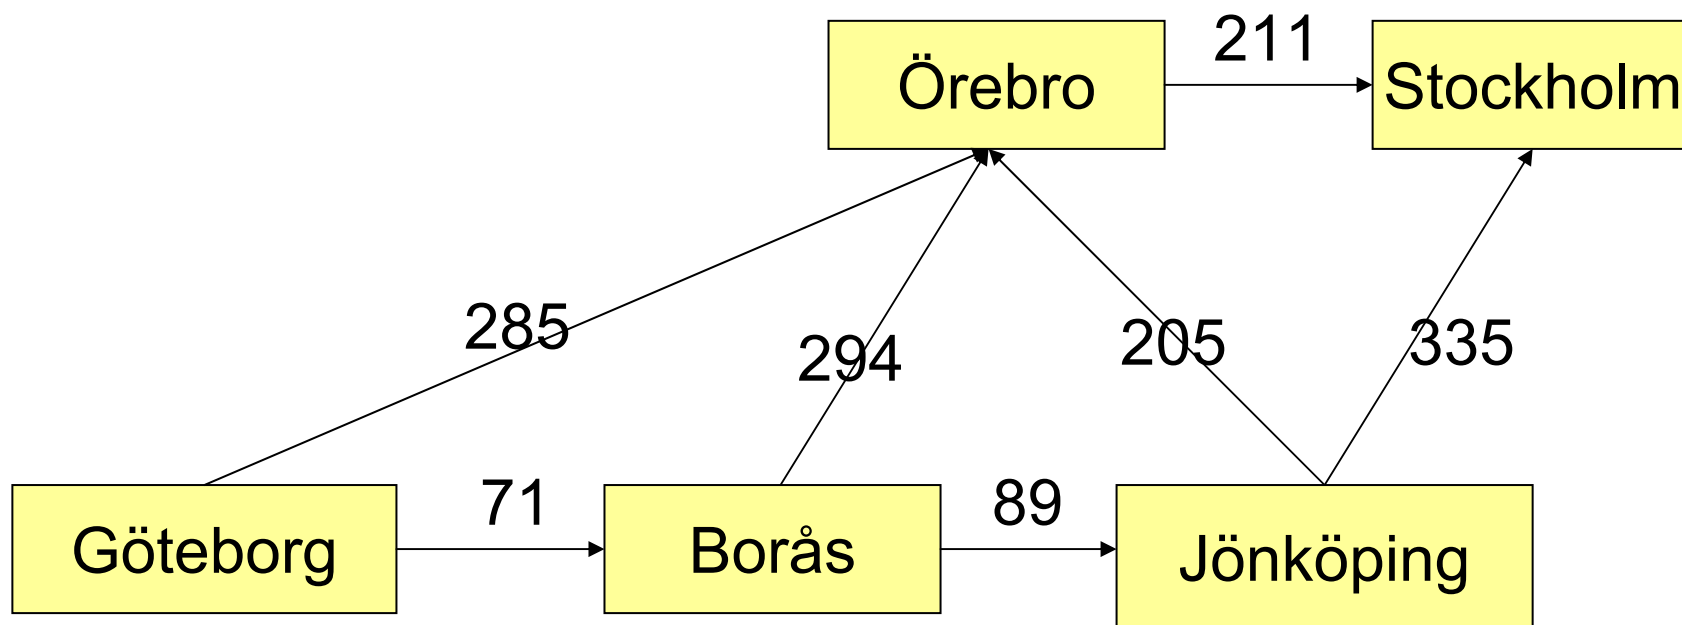 211
Örebro
Stockholm
285
294
205
335
71
89
Göteborg
Borås
Jönköping